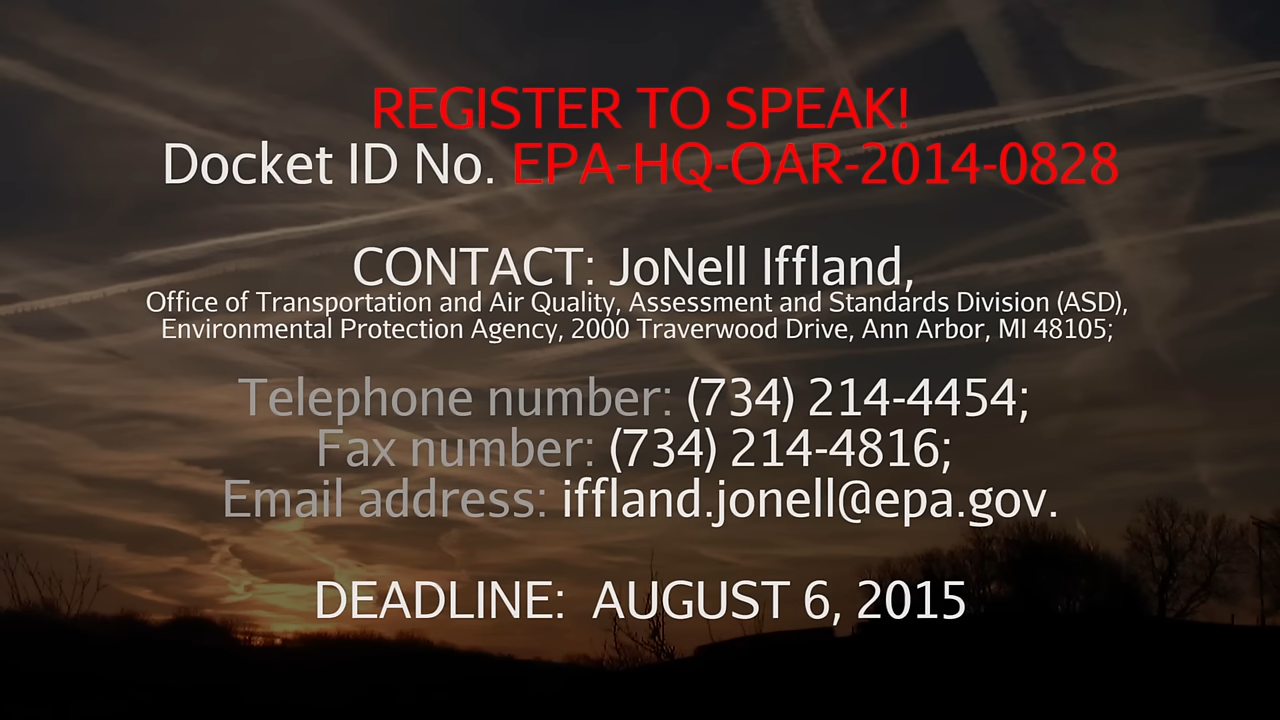 REGISTER TO SPEAK!
Docket ID No. EPA-HQ-OAR-2014-0828
CONTACT: JoNell Iffland,
Office of Transportation and Air Quality, Assessment and Standards Division (ASD),
Environmental Protection Agency, 2000 Traverwood Drive, Ann Arbor, MI 48105;
Telephone number: (734) 214-4454;
Fax number: (734) 214-4816;
Email address: iffland.jonell@epa.gov.
DEADLINE: AUGUST 6, 2015